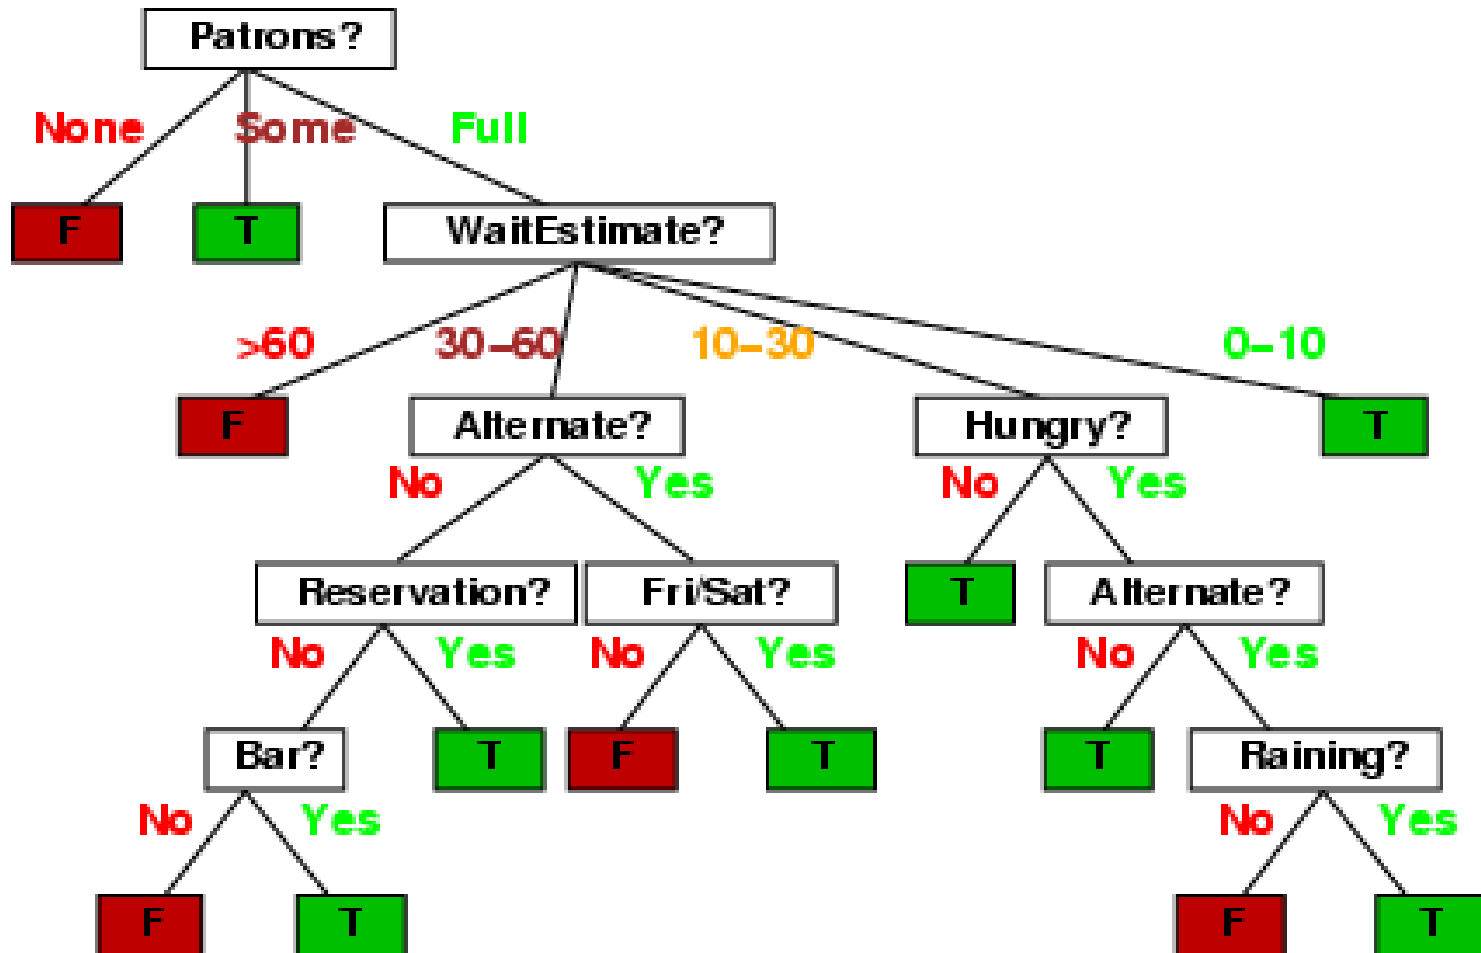 Patrons?
None Some Full
F T WaitEstimate?
>60 30–60 10–30 0–10
F Alternate? Hungry? T
No Yes No Yes
Reservation? Fri/Sat? T Alternate?
No Yes No Yes No Yes
Bar? T F T T Raining?
No Yes No Yes
F T F T